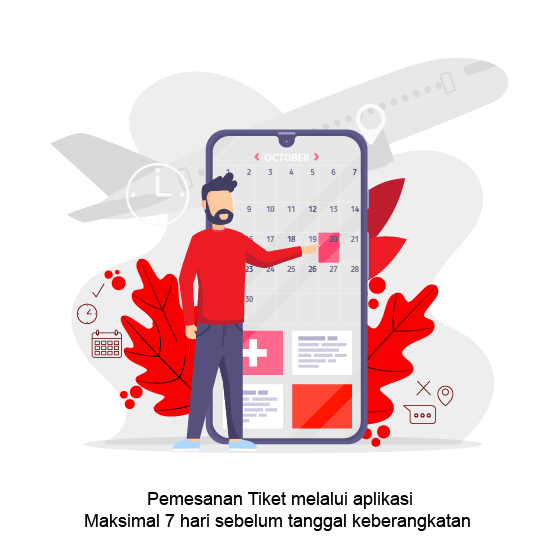 OCTOBER
1 2 3 4 5 6 7
9 10 11 12 13 14
16 17 18 19 20 21
23 24 25 26 27 28
30
Pemesanan Tiket melalui aplikasi
Maksimal 7 hari sebelum tanggal keberangkatan